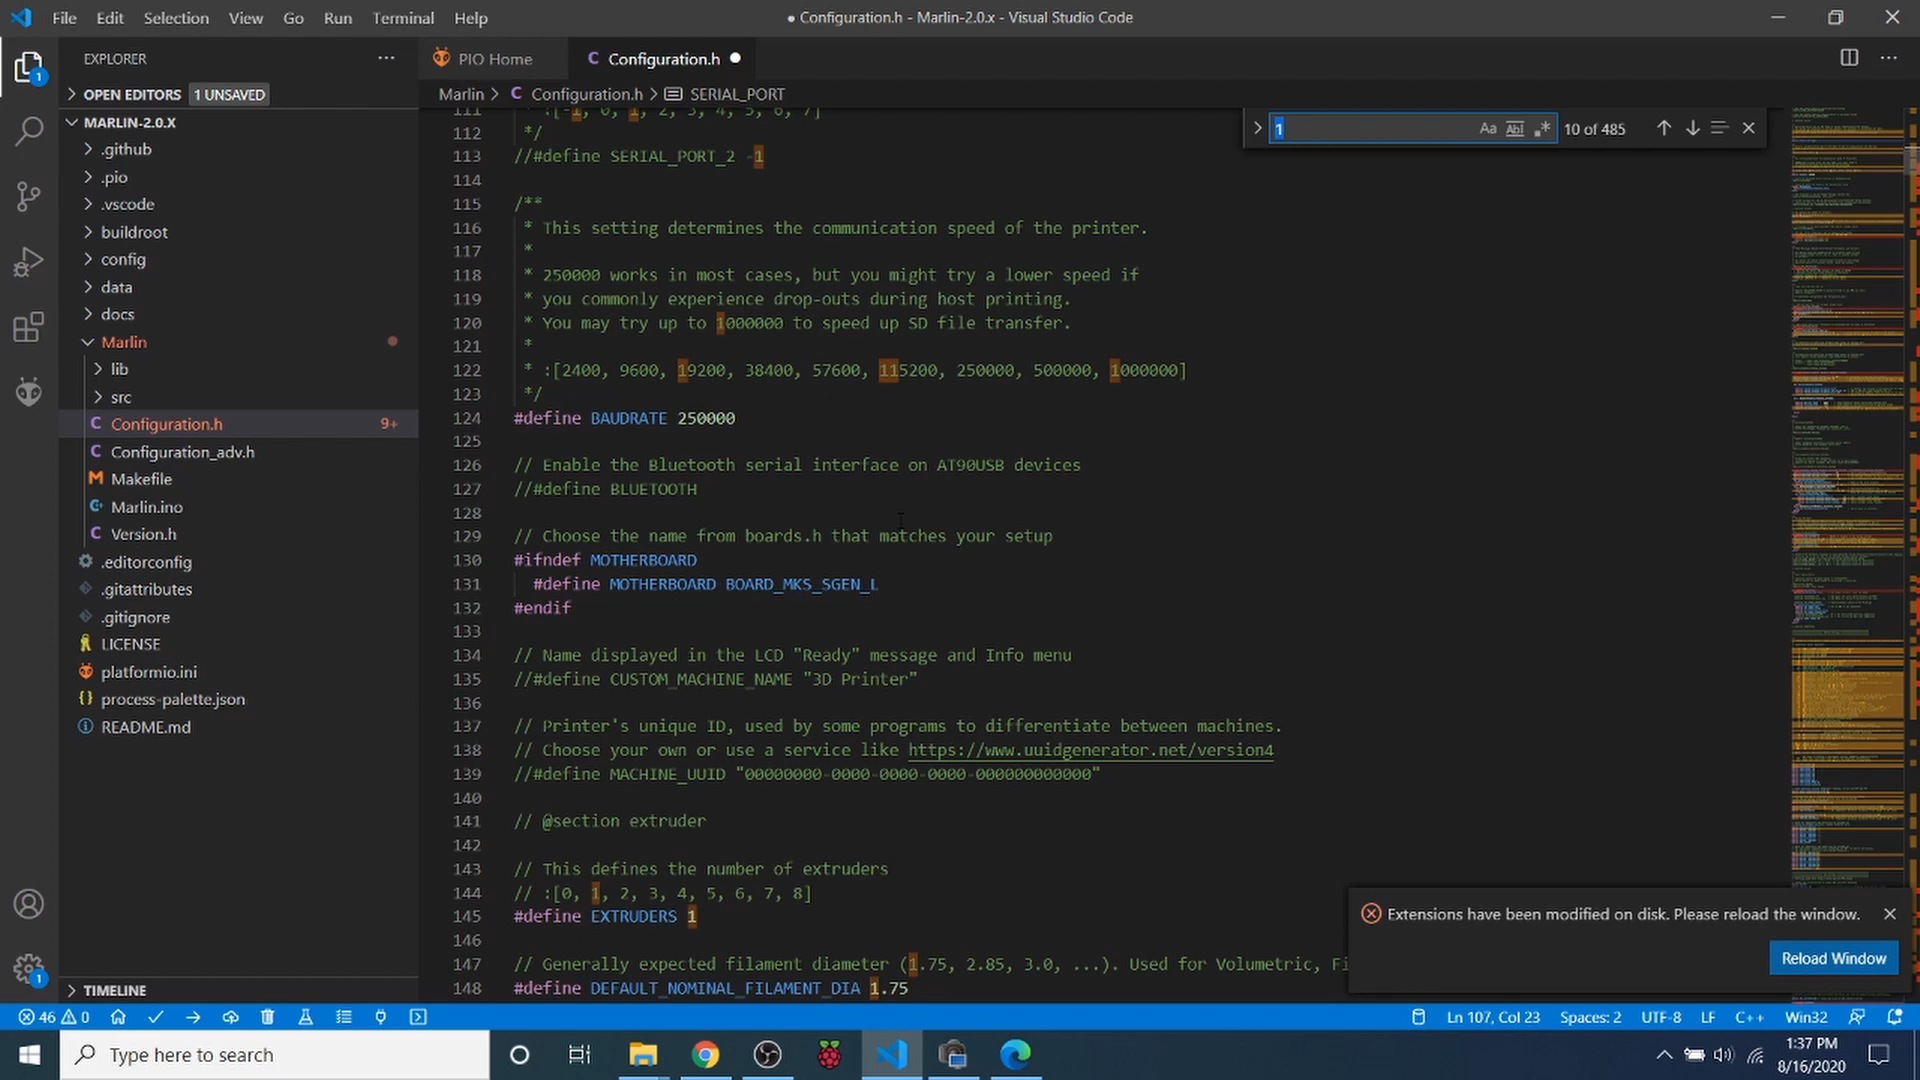 File Edit Selection View Go Run Terminal Help
● Configuration.h - Marlin-2.0.x - Visual Studio Code
EXPLORER
PIO Home
C Configuration.h
OPEN EDITORS 1 UNSAVED
Marlin > C Configuration.h > SERIAL_PORT
MARLIN-2.0.X
.github
.pio
.vscode
buildroot
config
data
docs
Marlin
lib
src
C Configuration.h 9+
C Configuration_adv.h
M Makefile
Marlin.ino
C Version.h
.editorconfig
.gitattributes
.gitignore
LICENSE
platformio.ini
{} process-palette.json
README.md
TIMELINE
1 Aa Abl .* 10 of 485
111 * :[-1, 0, 1, 2, 3, 4, 5, 6, 7]
112 */
113 //#define SERIAL_PORT_2 -1
114
115 /**
116 * This setting determines the communication speed of the printer.
117 *
118 * 250000 works in most cases, but you might try a lower speed if
119 * you commonly experience drop-outs during host printing.
120 * You may try up to 1000000 to speed up SD file transfer.
121 *
122 * :[2400, 9600, 19200, 38400, 57600, 115200, 250000, 500000, 1000000]
123 */
124 #define BAUDRATE 250000
125
126 // Enable the Bluetooth serial interface on AT90USB devices
127 //#define BLUETOOTH
128
129 // Choose the name from boards.h that matches your setup
130 #ifndef MOTHERBOARD
131 #define MOTHERBOARD BOARD_MKS_SGEN_L
132 #endif
133
134 // Name displayed in the LCD "Ready" message and Info menu
135 //#define CUSTOM_MACHINE_NAME "3D Printer"
136
137 // Printer's unique ID, used by some programs to differentiate between machines.
138 // Choose your own or use a service like https://www.uuidgenerator.net/version4
139 //#define MACHINE_UUID "00000000-0000-0000-0000-000000000000"
140
141 // @section extruder
142
143 // This defines the number of extruders
144 // :[0, 1, 2, 3, 4, 5, 6, 7, 8]
145 #define EXTRUDERS 1
146
147 // Generally expected filament diameter (1.75, 2.85, 3.0, ...). Used for Volumetric, Fi
148 #define DEFAULT_NOMINAL_FILAMENT_DIA 1.75
Extensions have been modified on disk. Please reload the window.
Reload Window
1
1
46 0
Ln 107, Col 23 Spaces: 2 UTF-8 LF C++ Win32
Type here to search
1:37 PM
8/16/2020